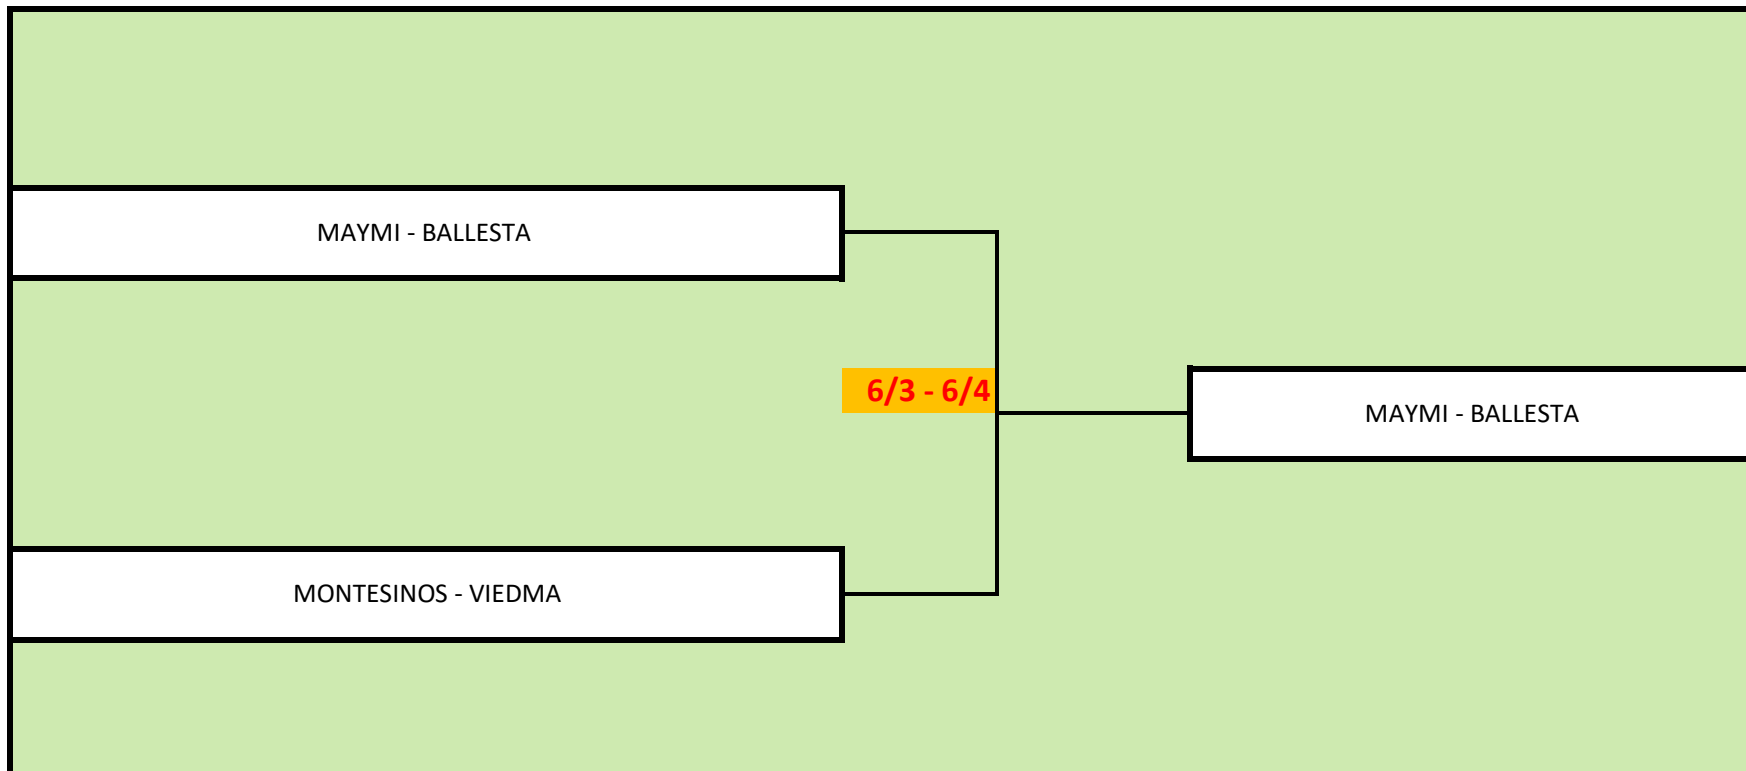 MAYMI - BALLESTA
6/3 - 6/4
MAYMI - BALLESTA
MONTESINOS - VIEDMA